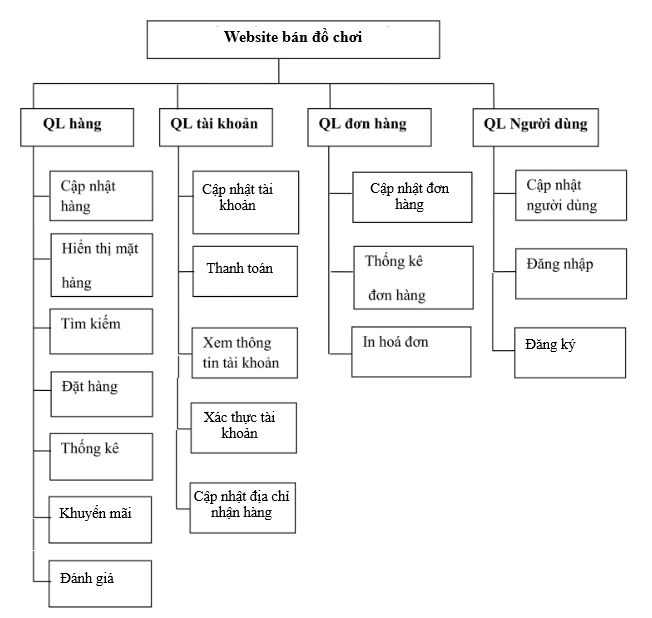 Website bán đồ chơi
QL hàng
QL tài khoản
QL đơn hàng
QL Người dùng
Cập nhật
hàng
Hiển thị mặt
hàng
Tìm kiếm
Đặt hàng
Thống kê
Khuyến mãi
Đánh giá
Cập nhật tài
khoản
Thanh toán
Xem thông
tin tài khoản
Xác thực tài
khoản
Cập nhật địa chỉ
nhận hàng
Cập nhật đơn
hàng
Thống kê
đơn hàng
In hoá đơn
Cập nhật
người dùng
Đăng nhập
Đăng ký